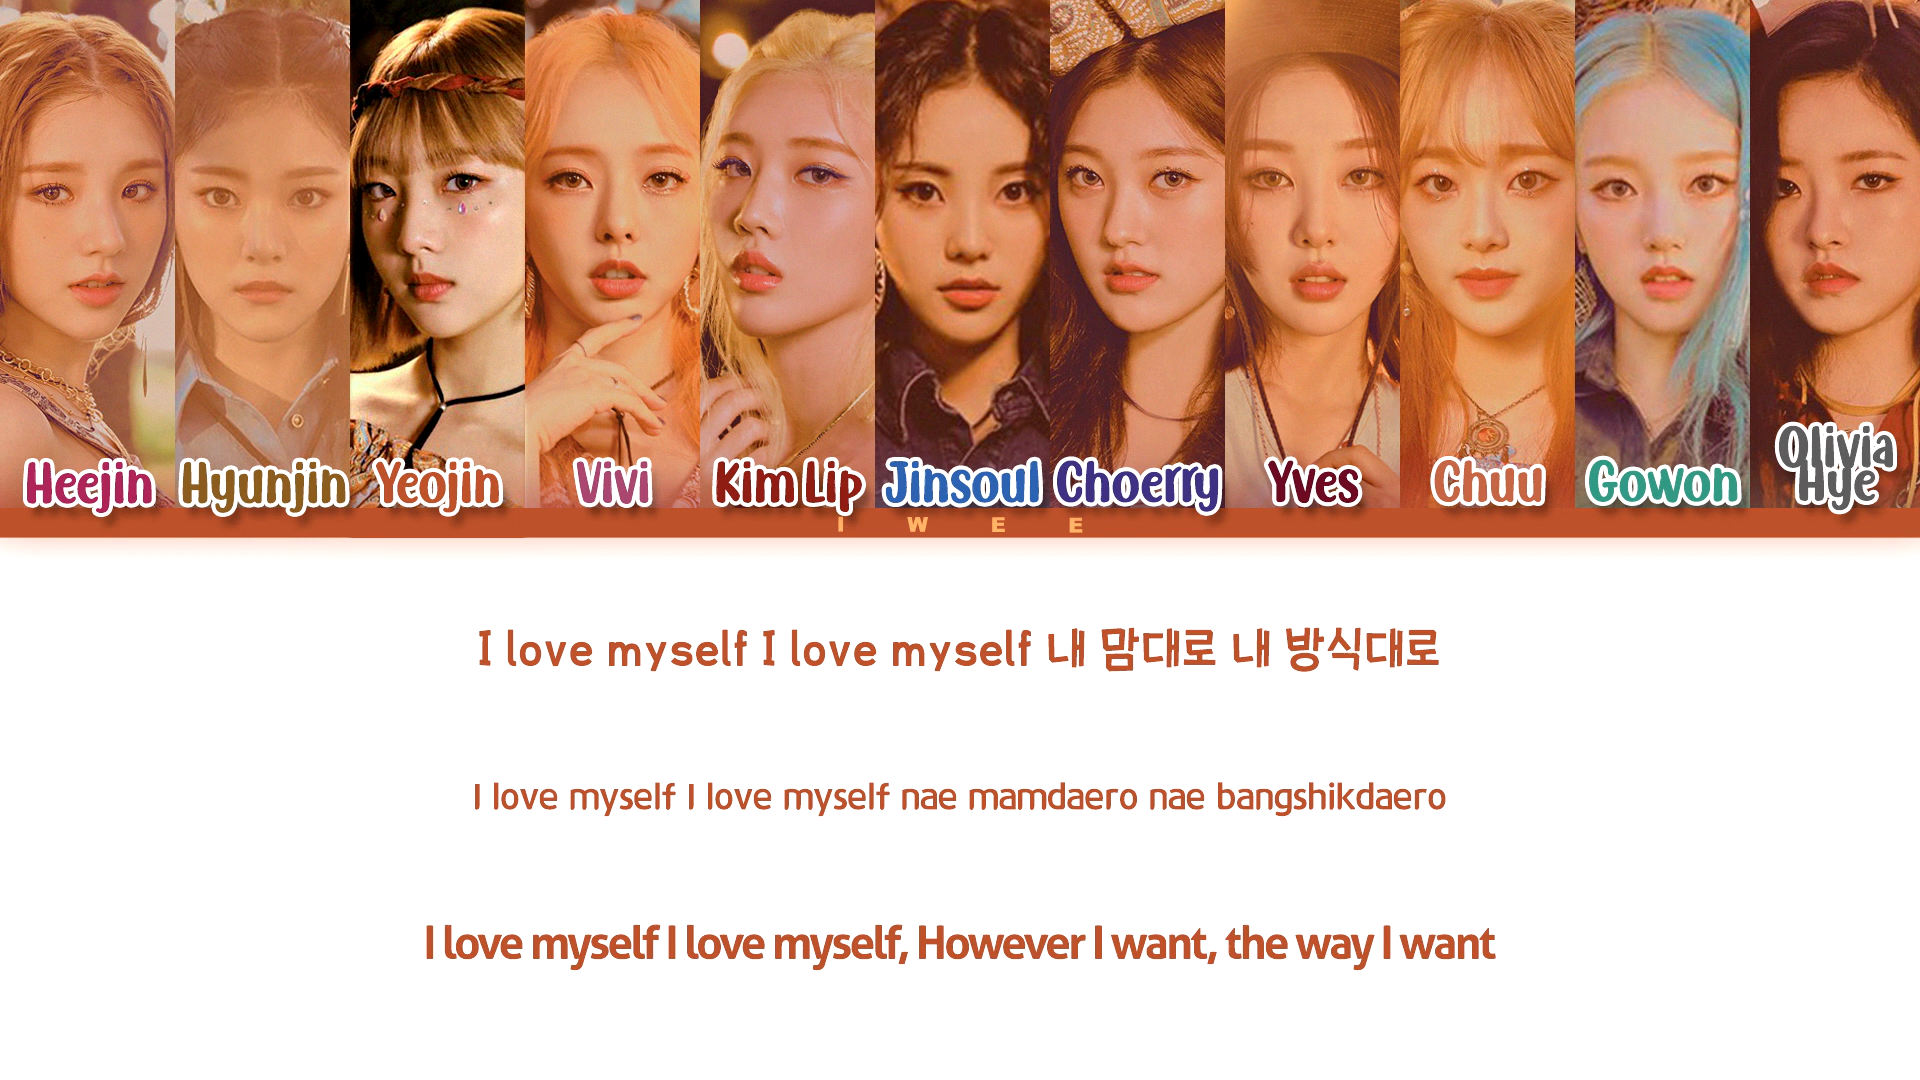 Heejin Hyunjin Yeojin Vivi Kim Lip Jinsoul Choerry Yves Chuu Gowon Olivia Hye
I W E E
I love myself I love myself 내 맘대로 내 방식대로
I love myself I love myself nae mamdaero nae bangshikdaero
I love myself I love myself, However I want, the way I want